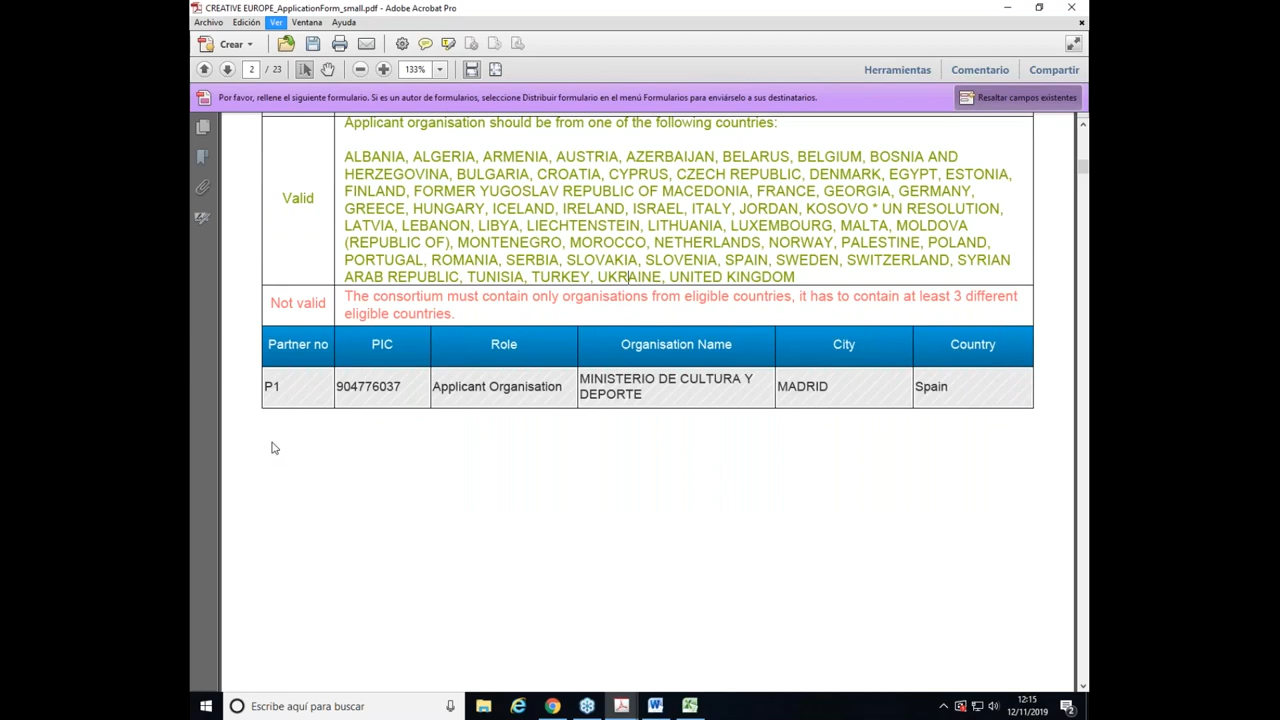 CREATIVE EUROPE_ApplicationForm_small.pdf - Adobe Acrobat Pro
Archivo Edición Ver Ventana Ayuda
Crear
2 / 23 133% Herramientas Comentario Compartir
Por favor, rellene el siguiente formulario. Si es un autor de formularios, seleccione Distribuir formulario en el menú Formularios para enviárselo a sus destinatarios. Resaltar campos existentes
Applicant organisation should be from one of the following countries:
ALBANIA, ALGERIA, ARMENIA, AUSTRIA, AZERBAIJAN, BELARUS, BELGIUM, BOSNIA AND
HERZEGOVINA, BULGARIA, CROATIA, CYPRUS, CZECH REPUBLIC, DENMARK, EGYPT, ESTONIA,
FINLAND, FORMER YUGOSLAV REPUBLIC OF MACEDONIA, FRANCE, GEORGIA, GERMANY,
Valid
GREECE, HUNGARY, ICELAND, IRELAND, ISRAEL, ITALY, JORDAN, KOSOVO * UN RESOLUTION,
LATVIA, LEBANON, LIBYA, LIECHTENSTEIN, LITHUANIA, LUXEMBOURG, MALTA, MOLDOVA
(REPUBLIC OF), MONTENEGRO, MOROCCO, NETHERLANDS, NORWAY, PALESTINE, POLAND,
PORTUGAL, ROMANIA, SERBIA, SLOVAKIA, SLOVENIA, SPAIN, SWEDEN, SWITZERLAND, SYRIAN
ARAB REPUBLIC, TUNISIA, TURKEY, UKRAINE, UNITED KINGDOM
Not valid
The consortium must contain only organisations from eligible countries, it has to contain at least 3 different
eligible countries.
Partner no PIC Role Organisation Name City Country
P1 904776037 Applicant Organisation MINISTERIO DE CULTURA Y DEPORTE MADRID Spain
Escribe aquí para buscar
12:15
12/11/2019
2